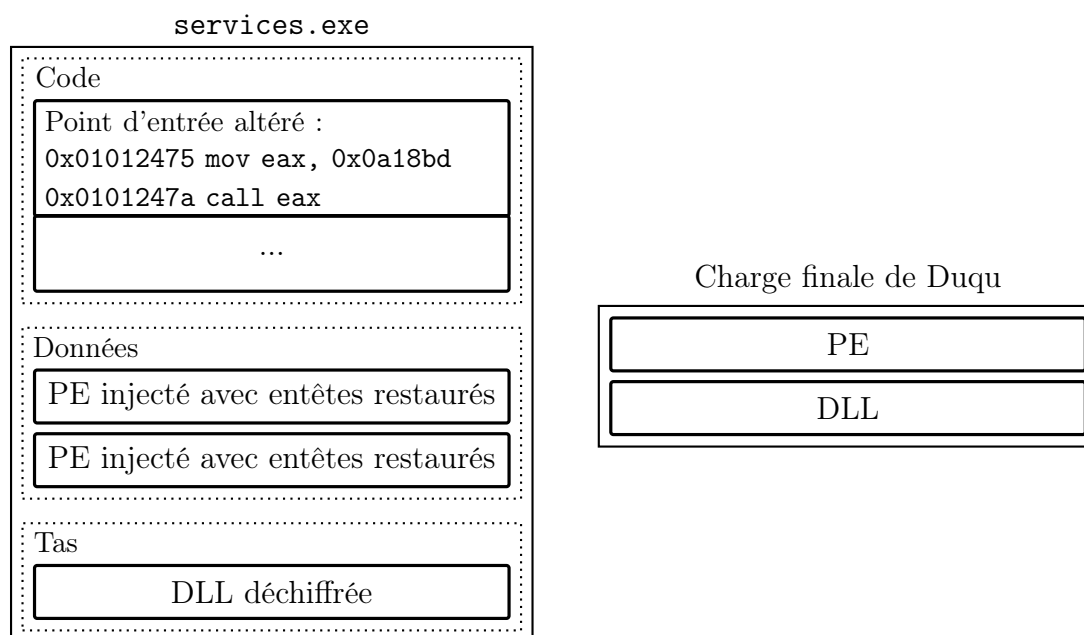 services.exe
Code
Point d'entrée altéré :
0x01012475 mov eax, 0x0a18bd
0x0101247a call eax
...
Données
PE injecté avec entêtes restaurés
PE injecté avec entêtes restaurés
Tas
DLL déchiffrée
Charge finale de Duqu
PE
DLL